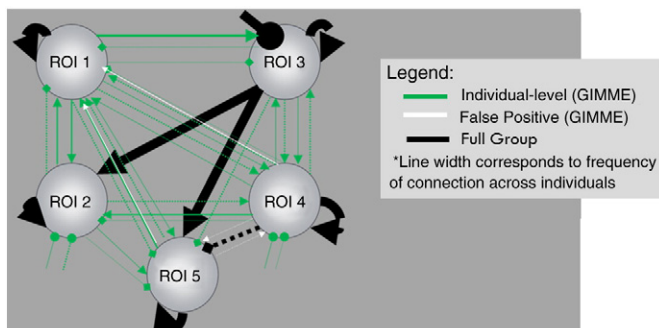 ROI 1
ROI 3
ROI 2
ROI 4
ROI 5
Legend:
Individual-level (GIMME)
False Positive (GIMME)
Full Group
*Line width corresponds to frequency
of connection across individuals